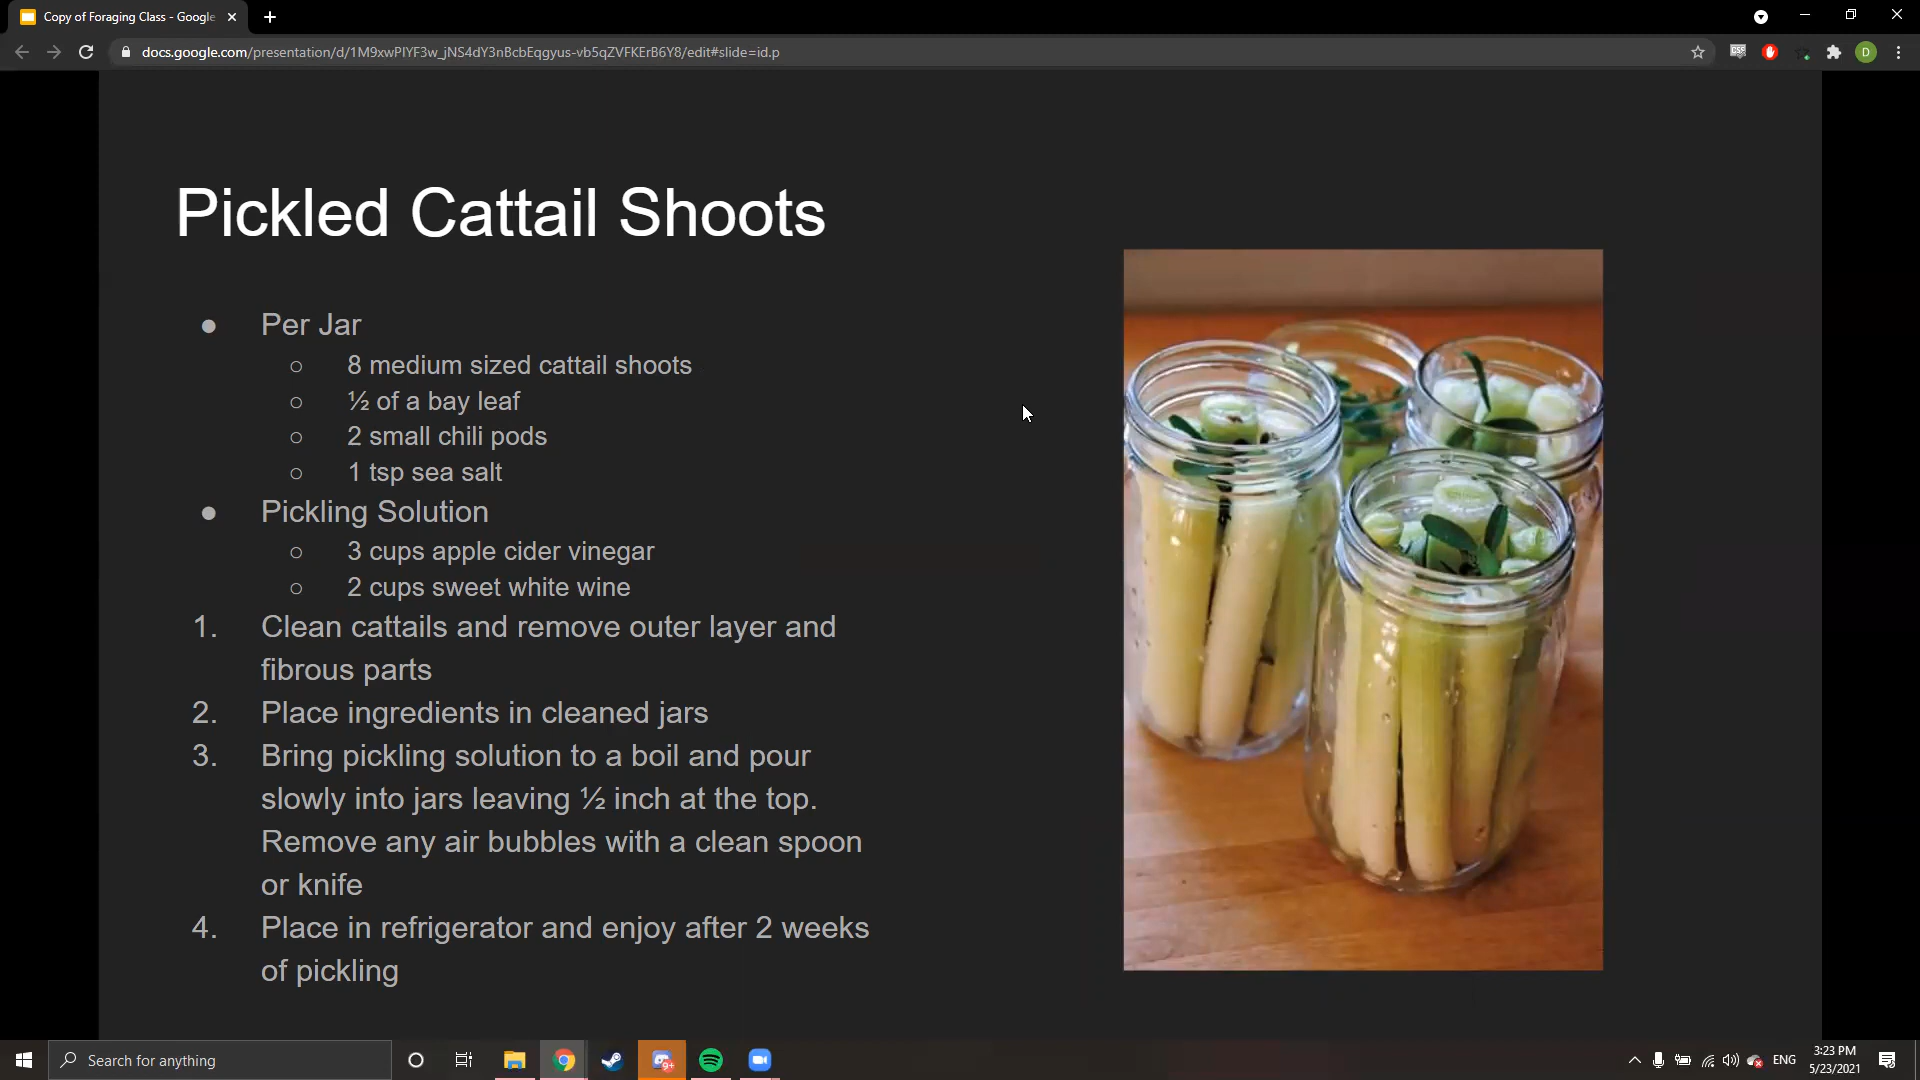 Copy of Foraging Class - Google
docs.google.com/presentation/d/1M9xwPIYF3w_jNS4dY3nBcbEqgyus-vb5qZVFKErB6Y8/edit#slide=id.p
CSP
D
Pickled Cattail Shoots
● Per Jar
○ 8 medium sized cattail shoots
○ ½ of a bay leaf
○ 2 small chili pods
○ 1 tsp sea salt
● Pickling Solution
○ 3 cups apple cider vinegar
○ 2 cups sweet white wine
1. Clean cattails and remove outer layer and
fibrous parts
2. Place ingredients in cleaned jars
3. Bring pickling solution to a boil and pour
slowly into jars leaving ½ inch at the top.
Remove any air bubbles with a clean spoon
or knife
4. Place in refrigerator and enjoy after 2 weeks
of pickling
Search for anything
9+
ENG
3:23 PM
5/23/2021